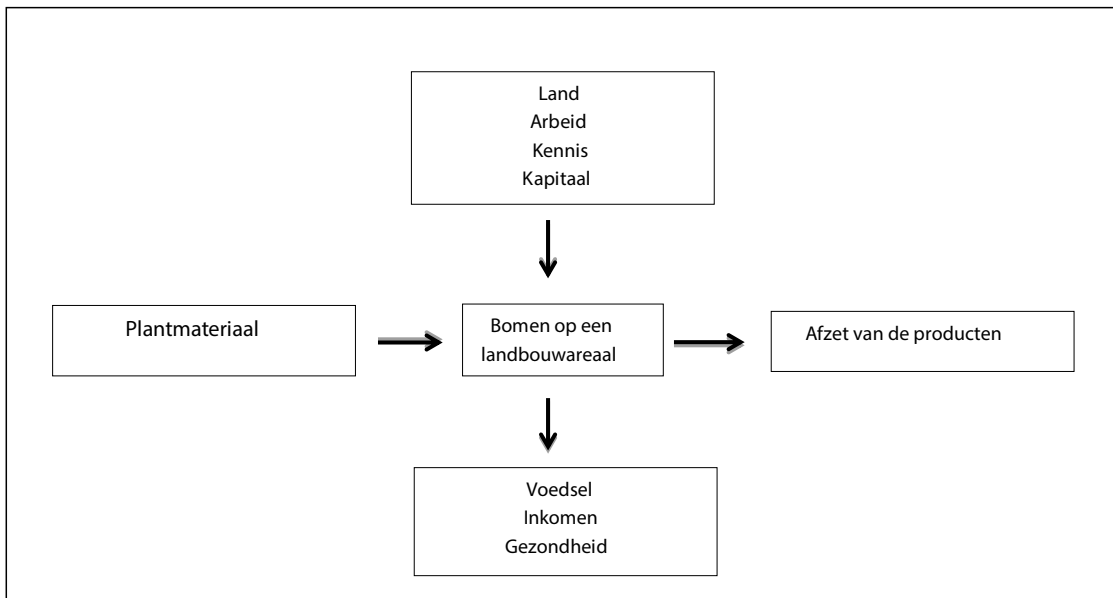 Land
Arbeid
Kennis
Kapitaal
Plantmateriaal
Bomen op een
landbouwareaal
Afzet van de producten
Voedsel
Inkomen
Gezondheid